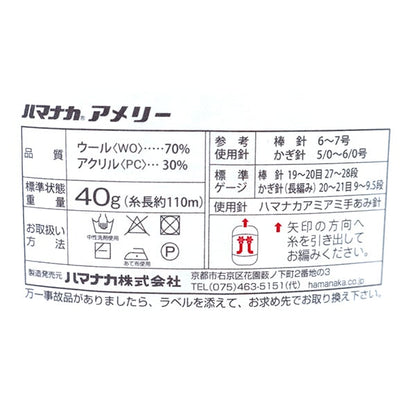 ハマナカ® アメリー
品質 ウール〈WO〉……70%
アクリル〈PC〉…30%
標準状態重量 40g(糸長約110m)
お取扱い方法 中性洗剤使用 あて布使用 P
参考使用針 棒針 6〜7号
かぎ針 5/0〜6/0号
標準ゲージ 棒針 19〜20目27〜28段
かぎ針(長編み) 20〜21目9〜9.5段
使用針 ハマナカアミアミ手あみ針
矢印の方向へ
糸を引き出して
お編みください。
製造発売元 ハマナカ株式会社 京都市右京区花園薮ノ下町2番地の3
TEL(075)463-5151(代) hamanaka.co.jp
万一事故品がありましたら、ラベルを添えて、お求め先でお取り換え下さい。